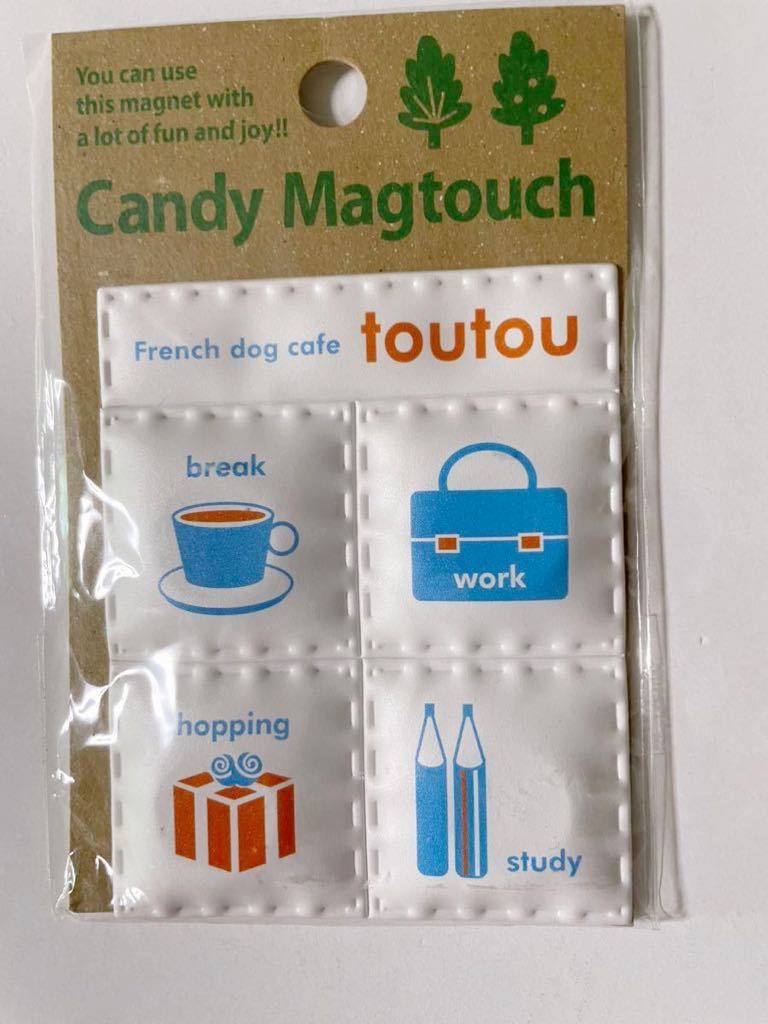 You can use
this magnet with
a lot of fun and joy!!
Candy Magtouch
French dog cafe toutou
break
work
hopping
study